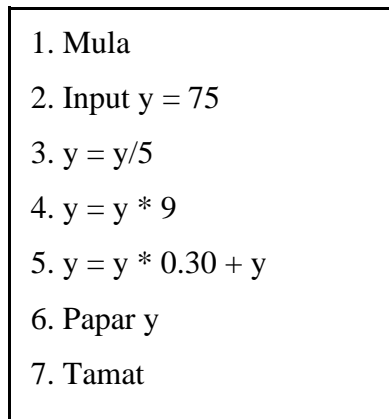 1. Mula
2. Input y = 75
3. y = y/5
4. y = y * 9
5. y = y * 0.30 + y
6. Papar y
7. Tamat